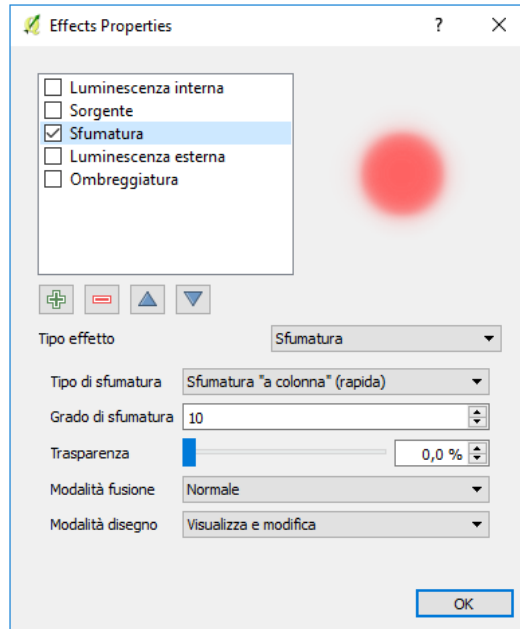 Effects Properties
?
Luminescenza interna
Sorgente
Sfumatura
Luminescenza esterna
Ombreggiatura
Tipo effetto Sfumatura
Tipo di sfumatura Sfumatura "a colonna" (rapida)
Grado di sfumatura 10
Trasparenza 0,0 %
Modalità fusione Normale
Modalità disegno Visualizza e modifica
OK